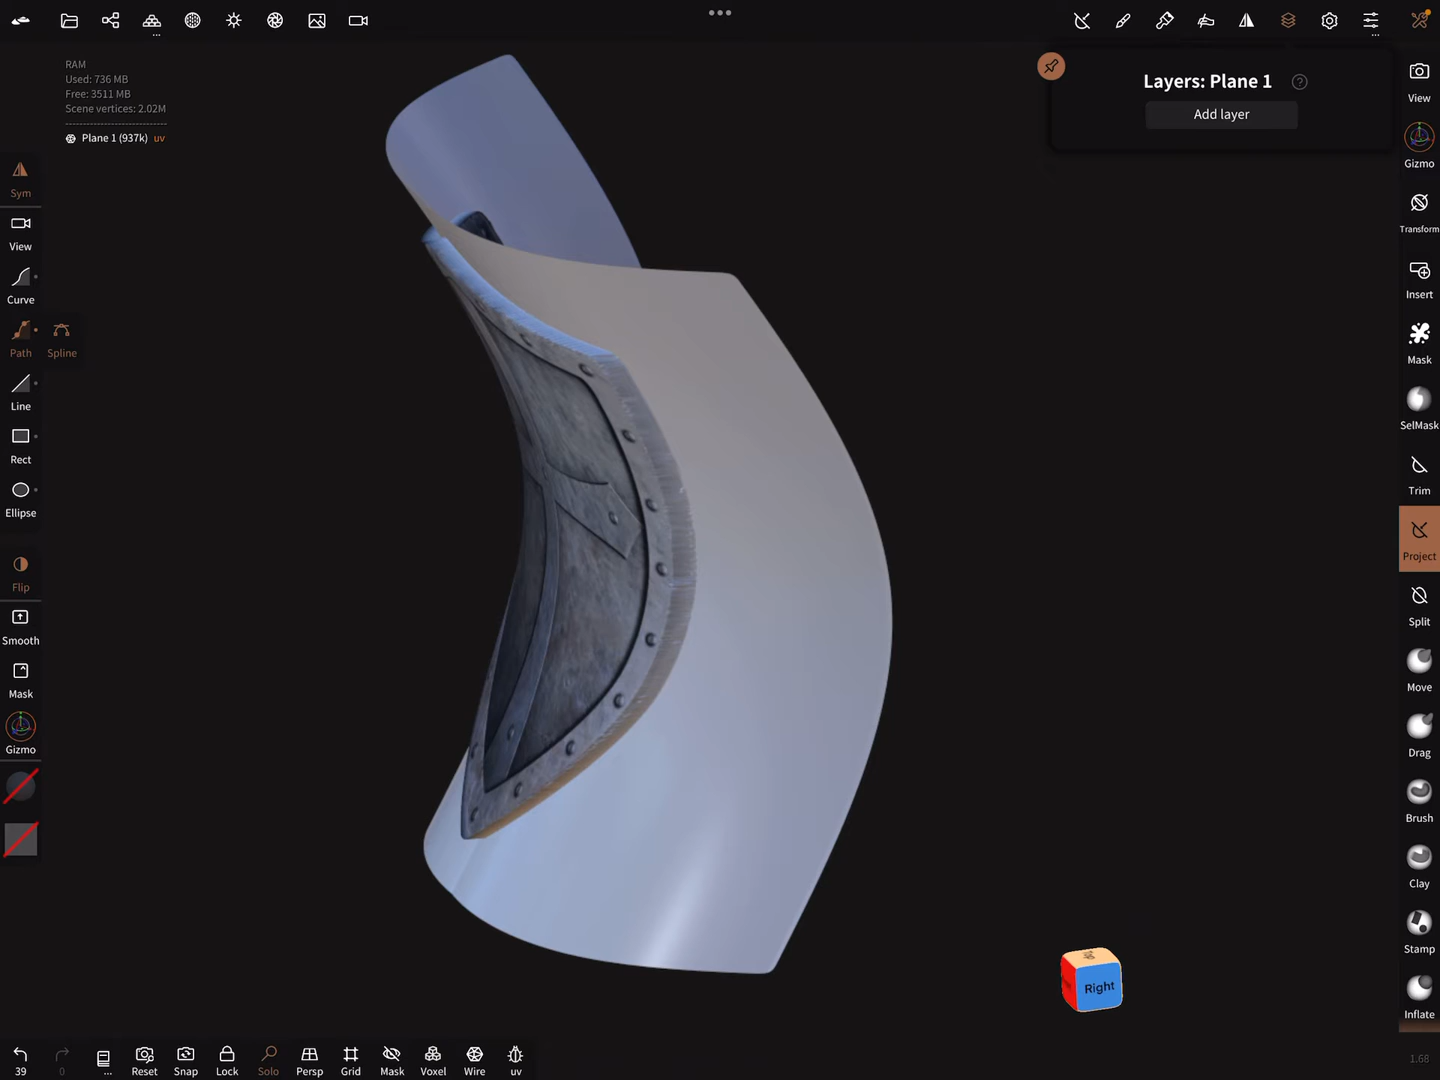 Layers: Plane 1
Add layer
RAM
Used: 736 MB
Free: 3511 MB
Scene vertices: 2.02M
Plane 1 (937k) uv
Sym
View
Curve
Path
Spline
Line
Rect
Ellipse
Flip
Smooth
Mask
Gizmo
View
Gizmo
Transform
Insert
Mask
SelMask
Trim
Project
Split
Move
Drag
Brush
Clay
Stamp
Inflate
Top
Right
39
0
...
Reset
Snap
Lock
Solo
Persp
Grid
Mask
Voxel
Wire
uv
1.68